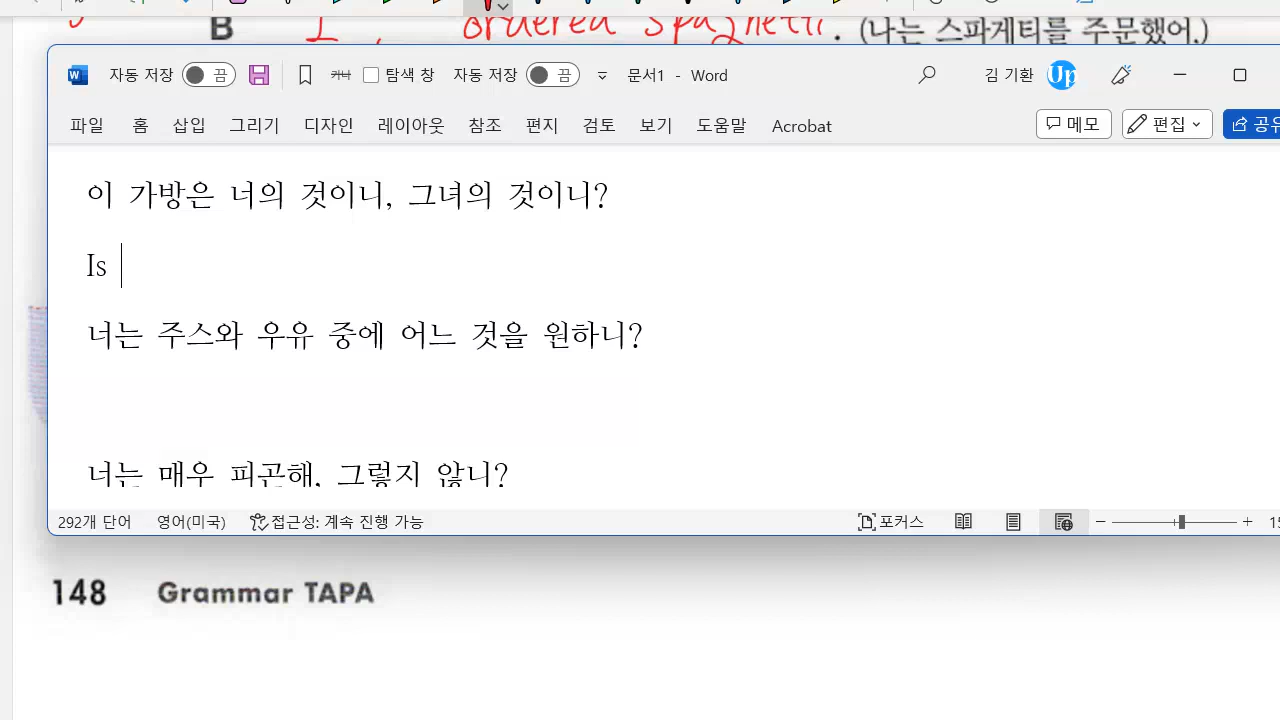 B I ordered spaghetti. (나는 스파게티를 주문했어.)
자동 저장 끔 가나 탐색 창 자동 저장 끔 문서1 - Word 김 기환 Up
파일 홈 삽입 그리기 디자인 레이아웃 참조 편지 검토 보기 도움말 Acrobat 메모 편집 공유
이 가방은 너의 것이니, 그녀의 것이니?
Is
너는 주스와 우유 중에 어느 것을 원하니?
너는 매우 피곤해, 그렇지 않니?
292개 단어 영어(미국) 접근성: 계속 진행 가능 포커스
148 Grammar TAPA